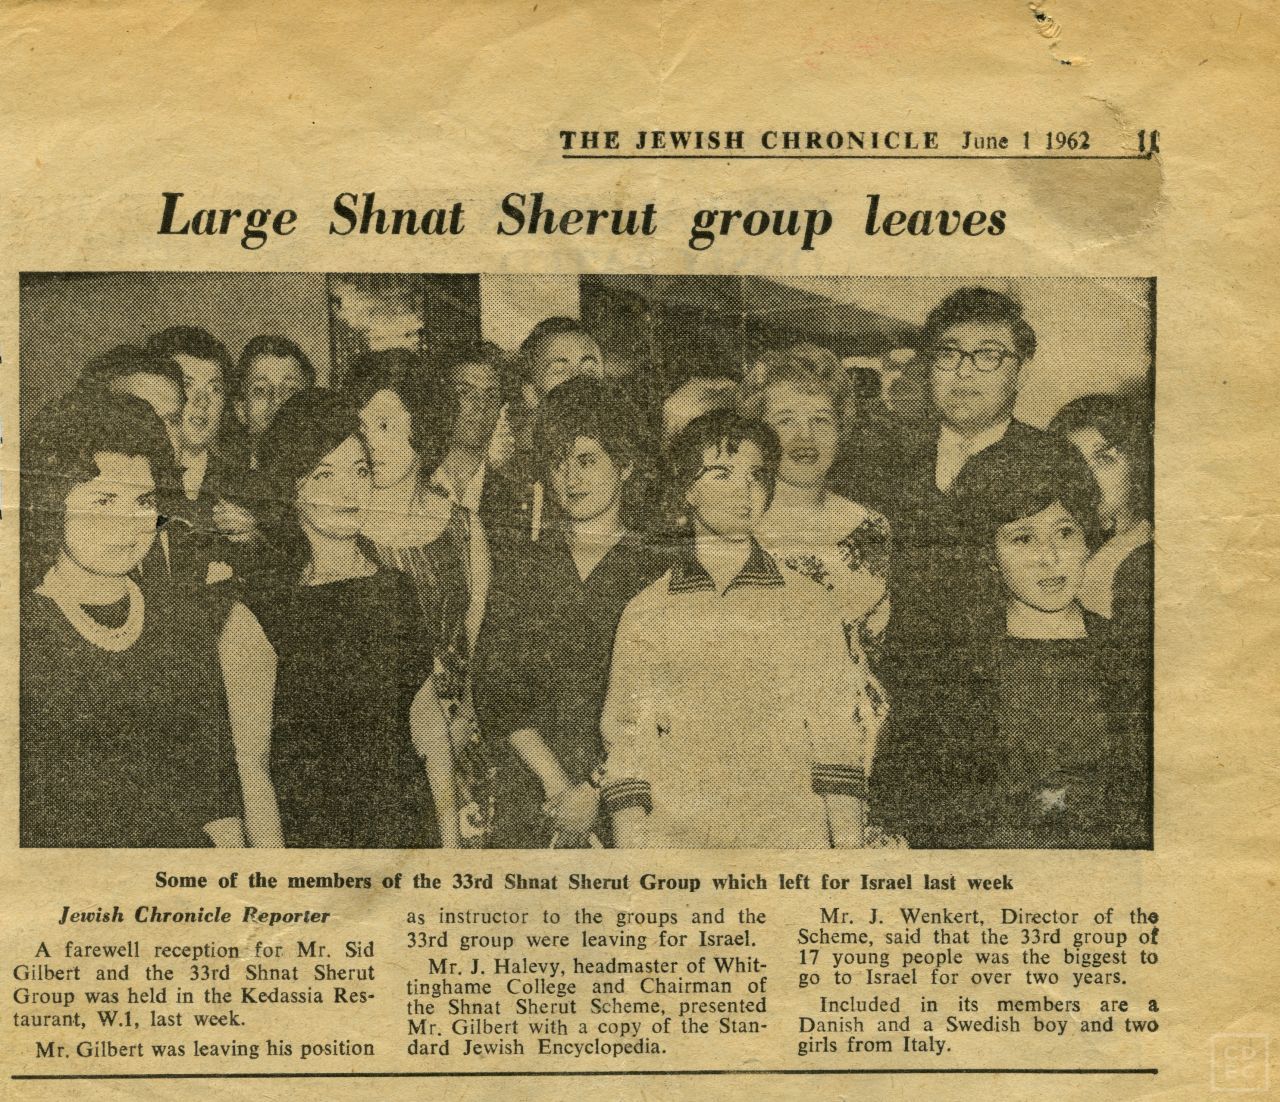 THE JEWISH CHRONICLE June 1 1962 11
Large Shnat Sherut group leaves
Some of the members of the 33rd Shnat Sherut Group which left for Israel last week
Jewish Chronicle Reporter
A farewell reception for Mr. Sid
Gilbert and the 33rd Shnat Sherut
Group was held in the Kedassia Res-
taurant, W.1, last week.
Mr. Gilbert was leaving his position
as instructor to the groups and the
33rd group were leaving for Israel.
Mr. J. Halevy, headmaster of Whit-
tinghame College and Chairman of
the Shnat Sherut Scheme, presented
Mr. Gilbert with a copy of the Stan-
dard Jewish Encyclopedia.
Mr. J. Wenkert, Director of the
Scheme, said that the 33rd group of
17 young people was the biggest to
go to Israel for over two years.
Included in its members are a
Danish and a Swedish boy and two
girls from Italy.
CD
EC